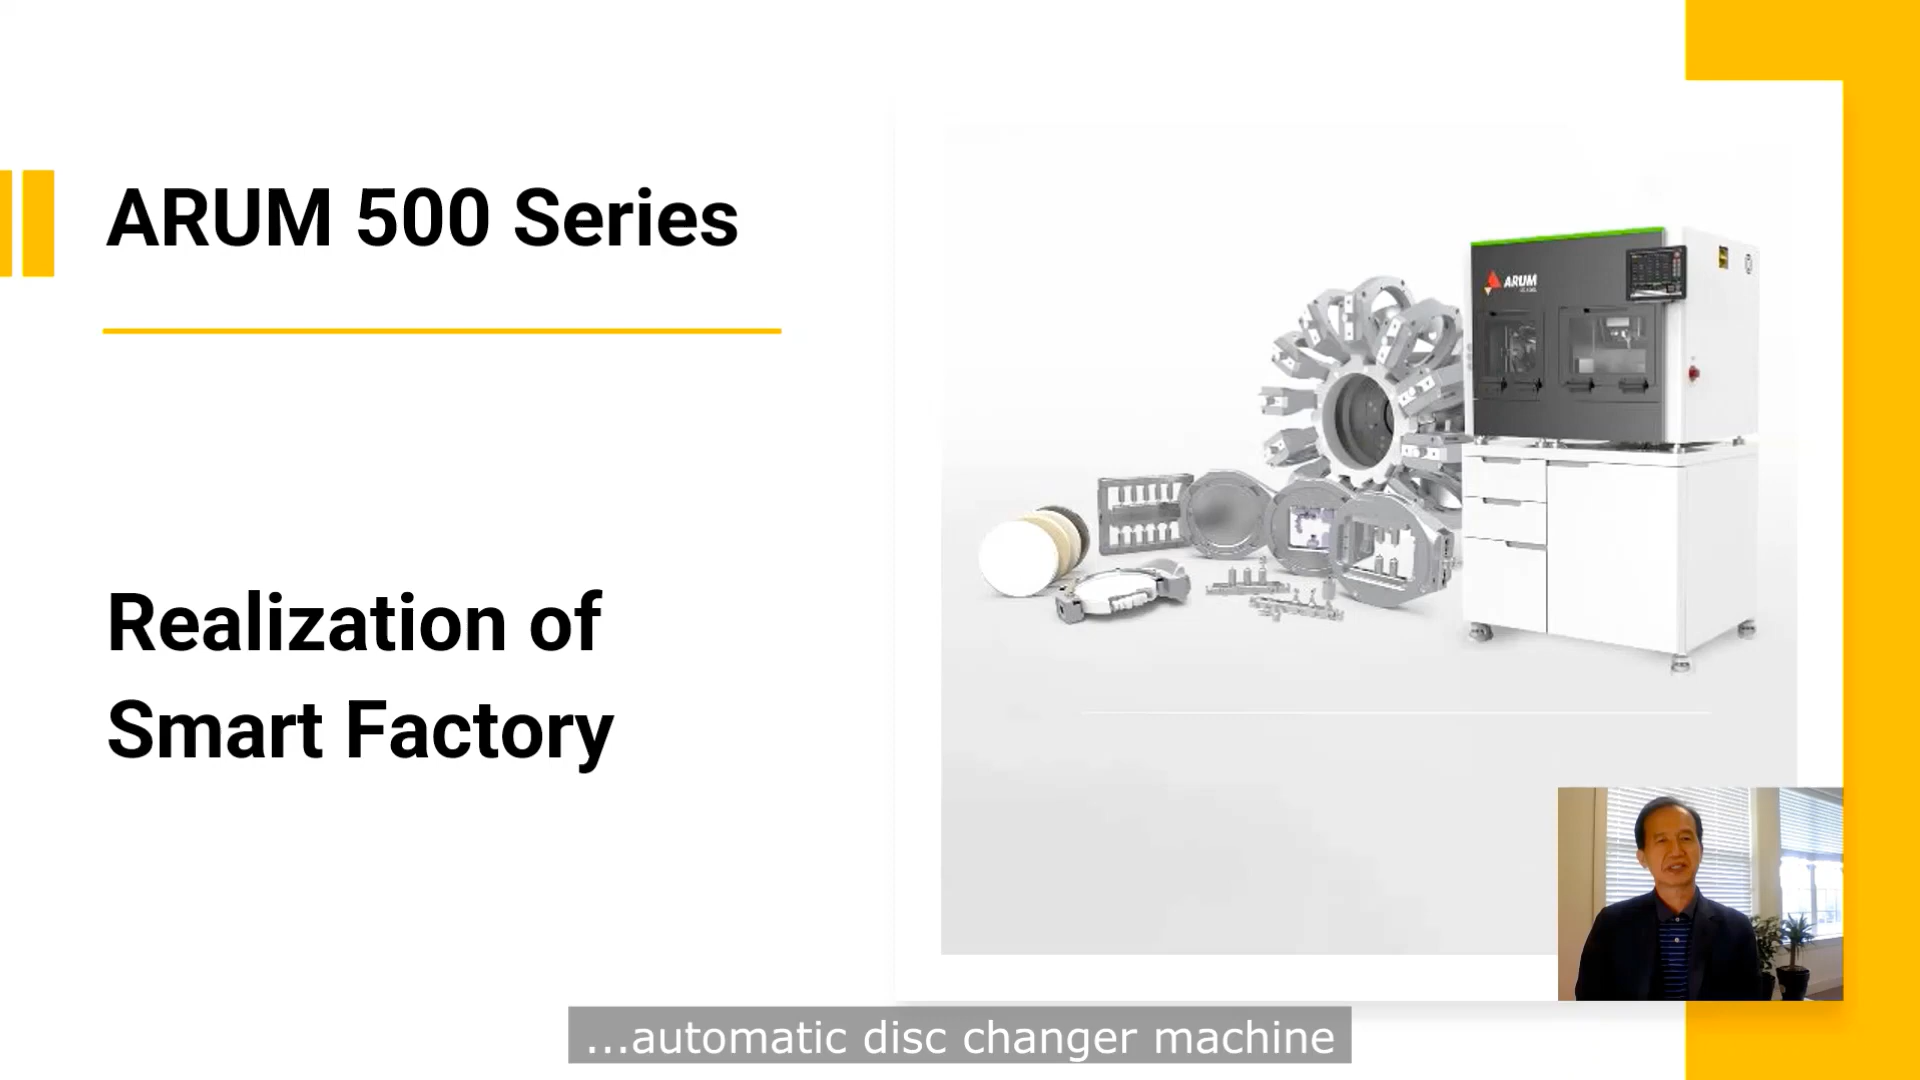 ARUM 500 Series
Realization of
Smart Factory
ARUM
...automatic disc changer machine